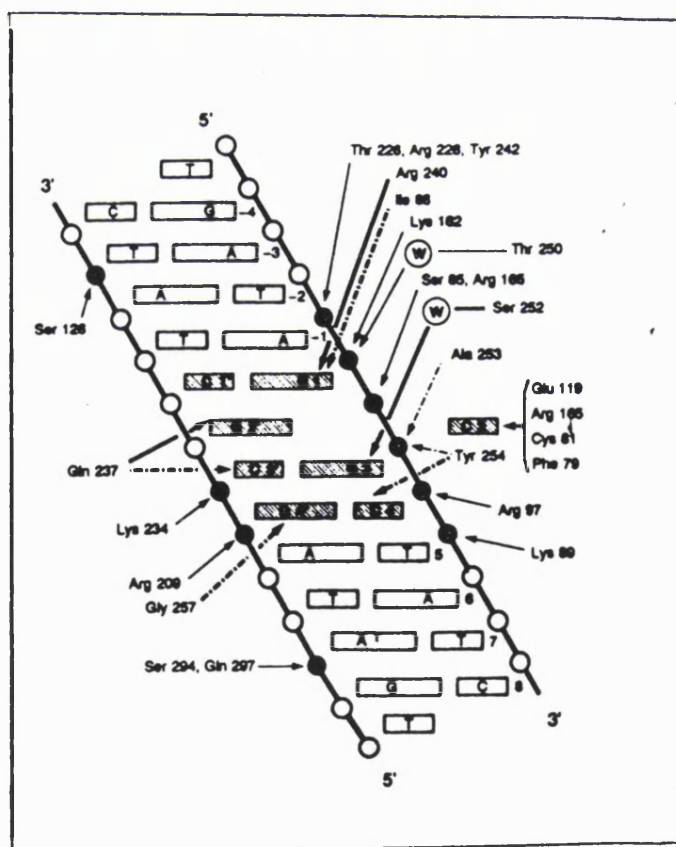 5'
Thr 226, Arg 228, Tyr 242
T
Arg 240
3'
Ile 86
C G -4
Lys 162
W Thr 250
T A -3
Ser 85, Arg 165
A T -2
W Ser 252
Ser 126
T A -1
Ala 253
Glu 119
Arg 165
Cys 81
Phe 79
Gln 237
Tyr 254
Lys 234
Arg 97
Arg 209
Lys 89
A T 5
Gly 257
T A 6
A T 7
Ser 294, Gln 297
G C 8
T
3'
5'